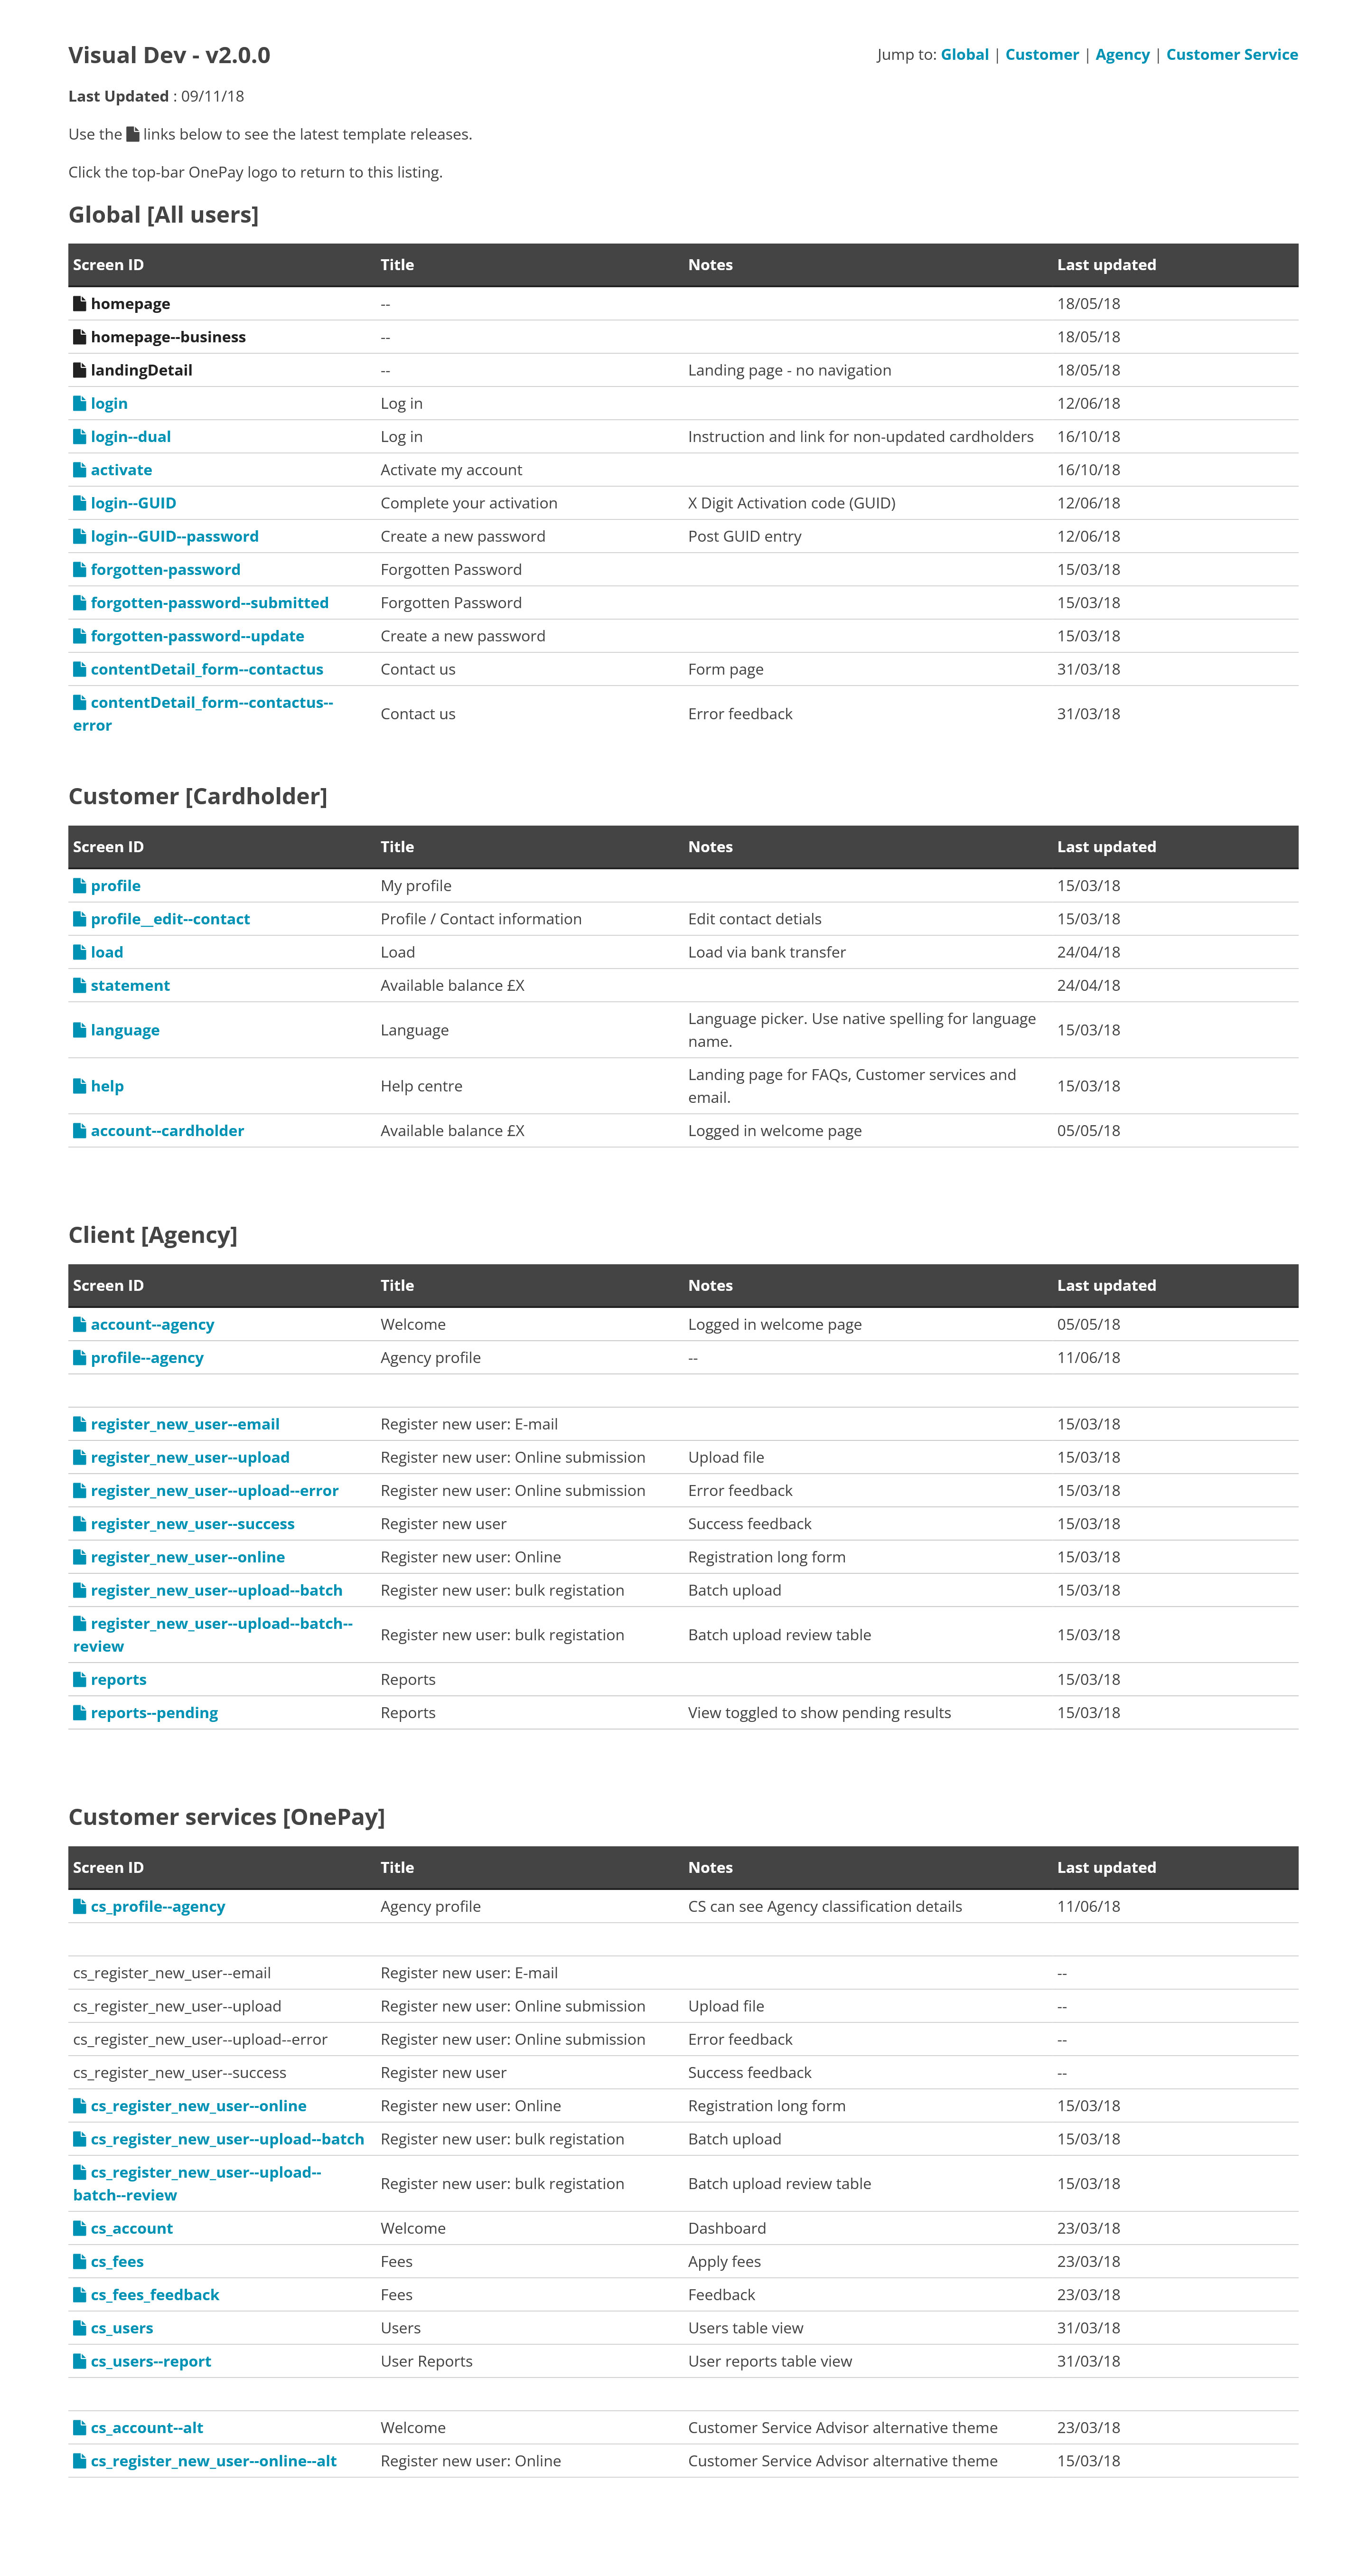 Visual Dev - v2.0.0
Jump to: Global | Customer | Agency | Customer Service
Last Updated : 09/11/18
Use the links below to see the latest template releases.
Click the top-bar OnePay logo to return to this listing.
Global [All users]
Screen ID Title Notes Last updated
homepage -- 18/05/18
homepage--business -- 18/05/18
landingDetail -- Landing page - no navigation 18/05/18
login Log in 12/06/18
login--dual Log in Instruction and link for non-updated cardholders 16/10/18
activate Activate my account 16/10/18
login--GUID Complete your activation X Digit Activation code (GUID) 12/06/18
login--GUID--password Create a new password Post GUID entry 12/06/18
forgotten-password Forgotten Password 15/03/18
forgotten-password--submitted Forgotten Password 15/03/18
forgotten-password--update Create a new password 15/03/18
contentDetail_form--contactus Contact us Form page 31/03/18
contentDetail_form--contactus--
error Contact us Error feedback 31/03/18
Customer [Cardholder]
Screen ID Title Notes Last updated
profile My profile 15/03/18
profile__edit--contact Profile / Contact information Edit contact detials 15/03/18
load Load Load via bank transfer 24/04/18
statement Available balance £X 24/04/18
language Language Language picker. Use native spelling for language
name. 15/03/18
help Help centre Landing page for FAQs, Customer services and
email. 15/03/18
account--cardholder Available balance £X Logged in welcome page 05/05/18
Client [Agency]
Screen ID Title Notes Last updated
account--agency Welcome Logged in welcome page 05/05/18
profile--agency Agency profile -- 11/06/18
register_new_user--email Register new user: E-mail 15/03/18
register_new_user--upload Register new user: Online submission Upload file 15/03/18
register_new_user--upload--error Register new user: Online submission Error feedback 15/03/18
register_new_user--success Register new user Success feedback 15/03/18
register_new_user--online Register new user: Online Registration long form 15/03/18
register_new_user--upload--batch Register new user: bulk registation Batch upload 15/03/18
register_new_user--upload--batch--
review Register new user: bulk registation Batch upload review table 15/03/18
reports Reports 15/03/18
reports--pending Reports View toggled to show pending results 15/03/18
Customer services [OnePay]
Screen ID Title Notes Last updated
cs_profile--agency Agency profile CS can see Agency classification details 11/06/18
cs_register_new_user--email Register new user: E-mail --
cs_register_new_user--upload Register new user: Online submission Upload file --
cs_register_new_user--upload--error Register new user: Online submission Error feedback --
cs_register_new_user--success Register new user Success feedback --
cs_register_new_user--online Register new user: Online Registration long form 15/03/18
cs_register_new_user--upload--batch Register new user: bulk registation Batch upload 15/03/18
cs_register_new_user--upload--
batch--review Register new user: bulk registation Batch upload review table 15/03/18
cs_account Welcome Dashboard 23/03/18
cs_fees Fees Apply fees 23/03/18
cs_fees_feedback Fees Feedback 23/03/18
cs_users Users Users table view 31/03/18
cs_users--report User Reports User reports table view 31/03/18
cs_account--alt Welcome Customer Service Advisor alternative theme 23/03/18
cs_register_new_user--online--alt Register new user: Online Customer Service Advisor alternative theme 15/03/18